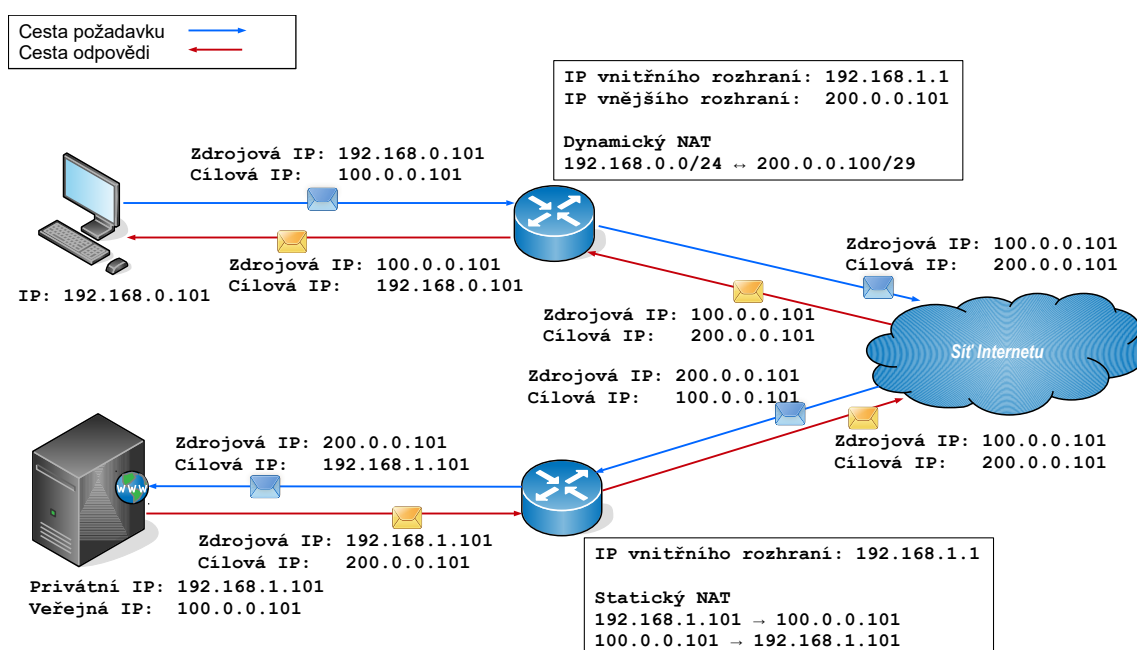 Cesta požadavku
Cesta odpovědi
IP vnitřního rozhraní: 192.168.1.1
IP vnějšího rozhraní: 200.0.0.101
Dynamický NAT
192.168.0.0/24 ↔ 200.0.0.100/29
Zdrojová IP: 192.168.0.101
Cílová IP: 100.0.0.101
Zdrojová IP: 100.0.0.101
Cílová IP: 192.168.0.101
IP: 192.168.0.101
Zdrojová IP: 100.0.0.101
Cílová IP: 200.0.0.101
Zdrojová IP: 100.0.0.101
Cílová IP: 200.0.0.101
Síť Internetu
Zdrojová IP: 200.0.0.101
Cílová IP: 100.0.0.101
Zdrojová IP: 100.0.0.101
Cílová IP: 200.0.0.101
Zdrojová IP: 200.0.0.101
Cílová IP: 192.168.1.101
www
Zdrojová IP: 192.168.1.101
Cílová IP: 200.0.0.101
Privátní IP: 192.168.1.101
Veřejná IP: 100.0.0.101
IP vnitřního rozhraní: 192.168.1.1
Statický NAT
192.168.1.101 → 100.0.0.101
100.0.0.101 → 192.168.1.101